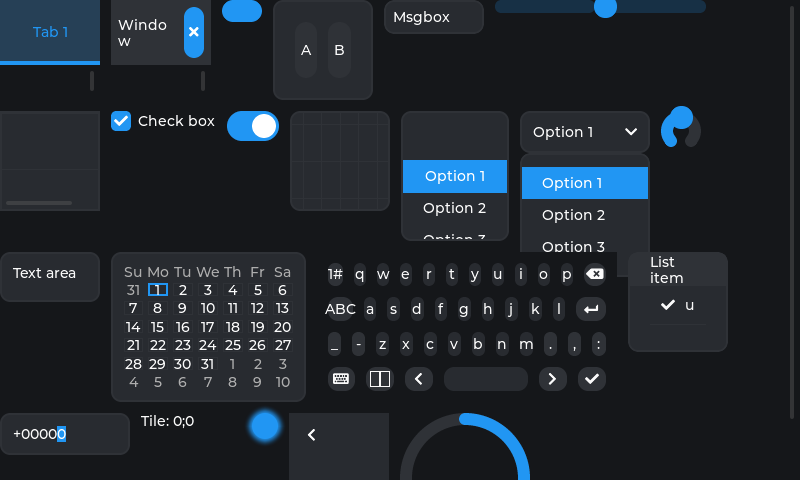 Tab 1
Windo
w
A B
Msgbox
Check box
Option 1
Option 2
Option 3
Option 1
Option 1
Option 2
Option 3
Text area
Su Mo Tu We Th Fr Sa
31 1 2 3 4 5 6
7 8 9 10 11 12 13
14 15 16 17 18 19 20
21 22 23 24 25 26 27
28 29 30 31 1 2 3
4 5 6 7 8 9 10
1# q w e r t y u i o p
ABC a s d f g h j k l
_ - z x c v b n m . , :
List
item
u
+00000
Tile: 0;0